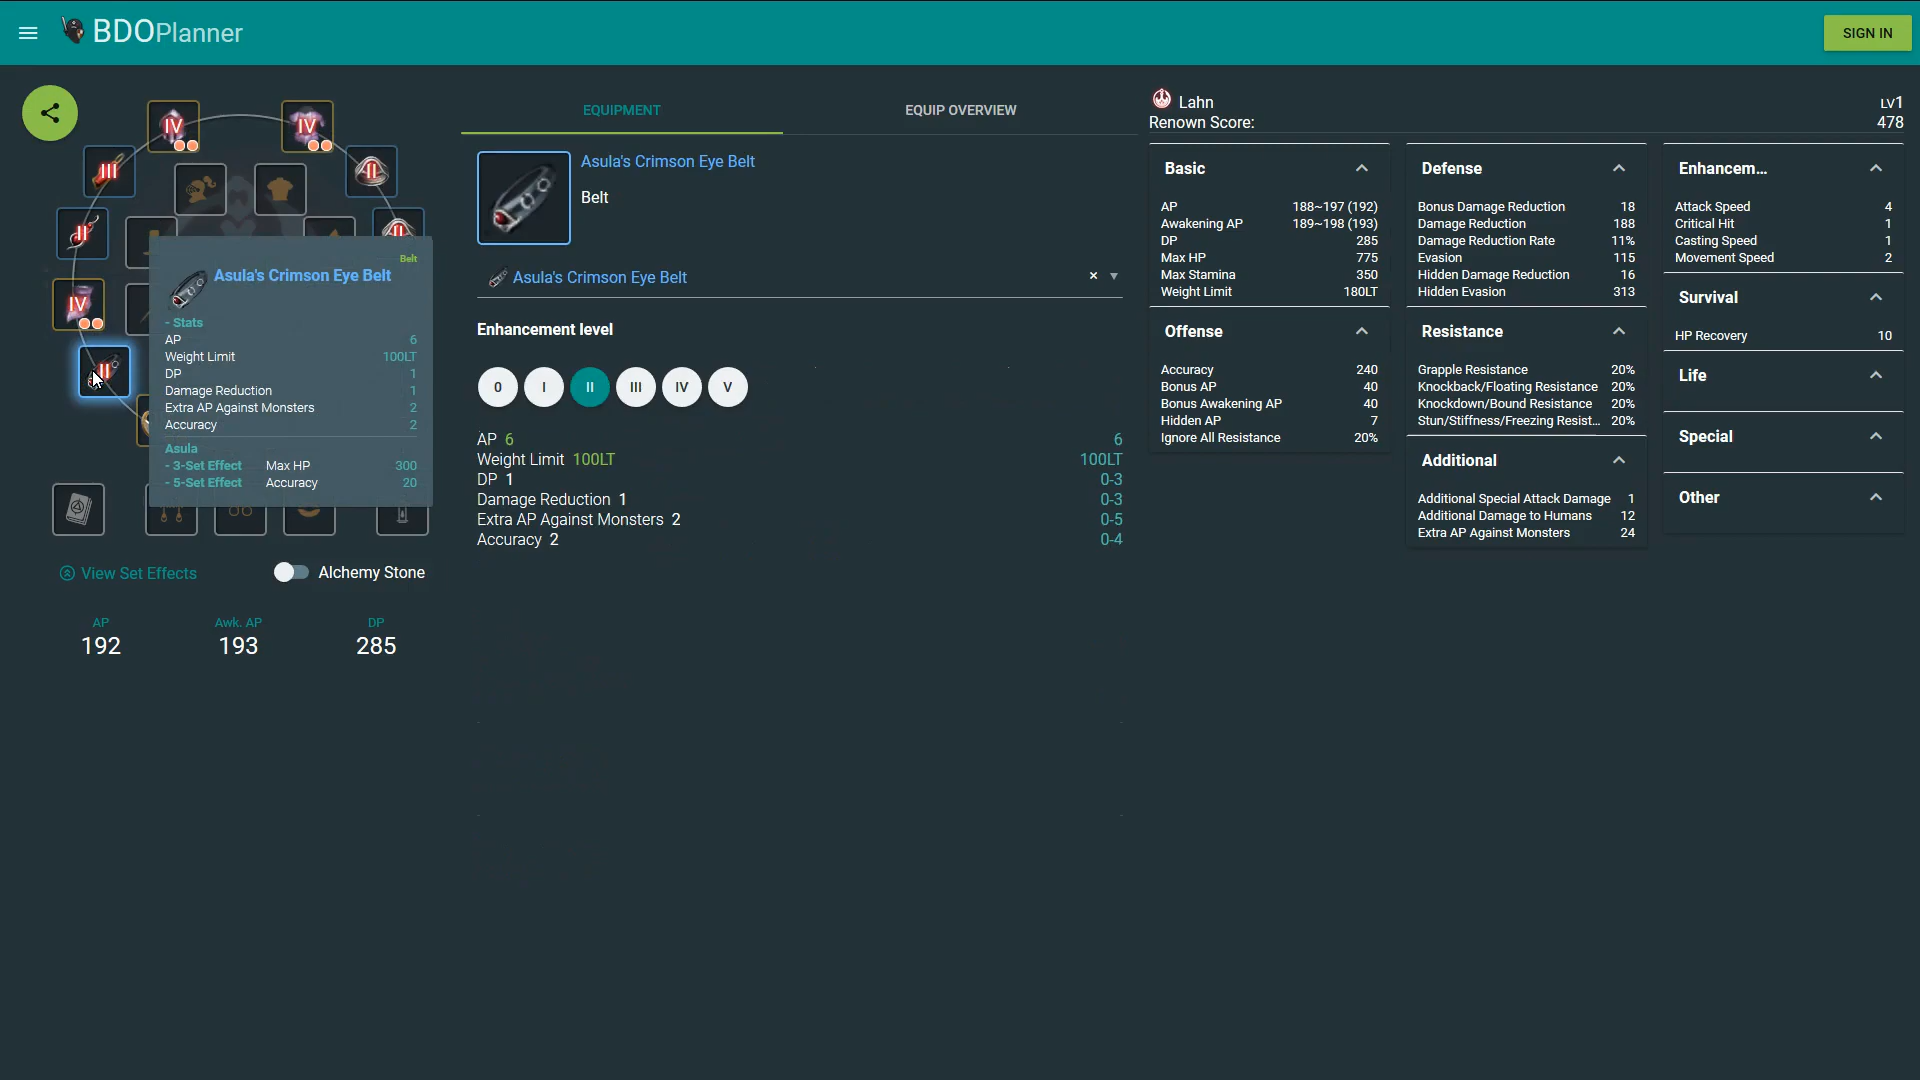 BDOPlanner
SIGN IN
IV
IV
III
II
II
II
IV
II
Belt
Asula's Crimson Eye Belt
- Stats
AP 6
Weight Limit 100LT
DP 1
Damage Reduction 1
Extra AP Against Monsters 2
Accuracy 2
Asula
- 3-Set Effect Max HP 300
- 5-Set Effect Accuracy 20
View Set Effects
Alchemy Stone
AP Awk. AP DP
192 193 285
EQUIPMENT
EQUIP OVERVIEW
Asula's Crimson Eye Belt
Belt
Asula's Crimson Eye Belt
Enhancement level
0 I II III IV V
AP 6 6
Weight Limit 100LT 100LT
DP 1 0-3
Damage Reduction 1 0-3
Extra AP Against Monsters 2 0-5
Accuracy 2 0-4
Lahn LV1
Renown Score: 478
Basic
AP 188~197 (192)
Awakening AP 189~198 (193)
DP 285
Max HP 775
Max Stamina 350
Weight Limit 180LT
Offense
Accuracy 240
Bonus AP 40
Bonus Awakening AP 40
Hidden AP 7
Ignore All Resistance 20%
Defense
Bonus Damage Reduction 18
Damage Reduction 188
Damage Reduction Rate 11%
Evasion 115
Hidden Damage Reduction 16
Hidden Evasion 313
Resistance
Grapple Resistance 20%
Knockback/Floating Resistance 20%
Knockdown/Bound Resistance 20%
Stun/Stiffness/Freezing Resist... 20%
Additional
Additional Special Attack Damage 1
Additional Damage to Humans 12
Extra AP Against Monsters 24
Enhancem...
Attack Speed 4
Critical Hit 1
Casting Speed 1
Movement Speed 2
Survival
HP Recovery 10
Life
Special
Other